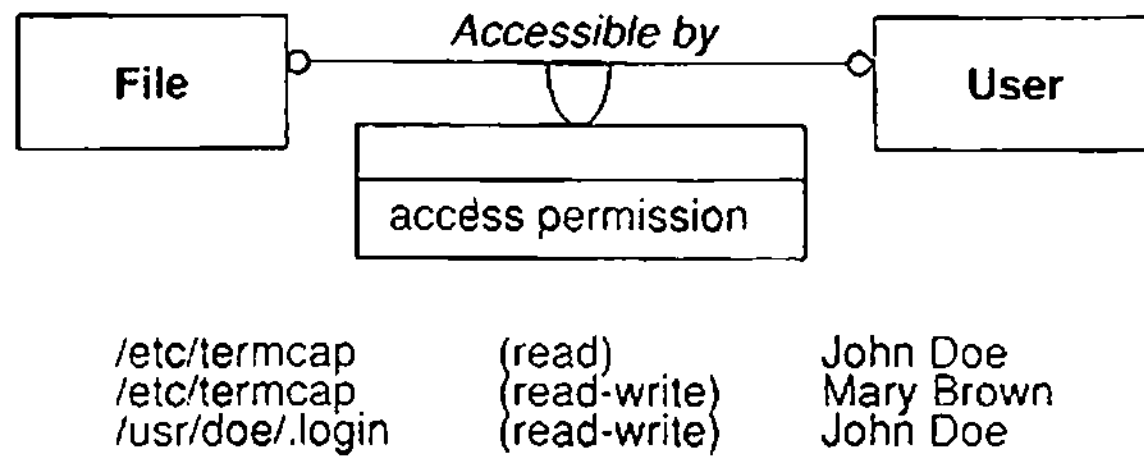 Accessible by
File
User
access permission
/etc/termcap (read) John Doe
/etc/termcap (read-write) Mary Brown
/usr/doe/.login (read-write) John Doe